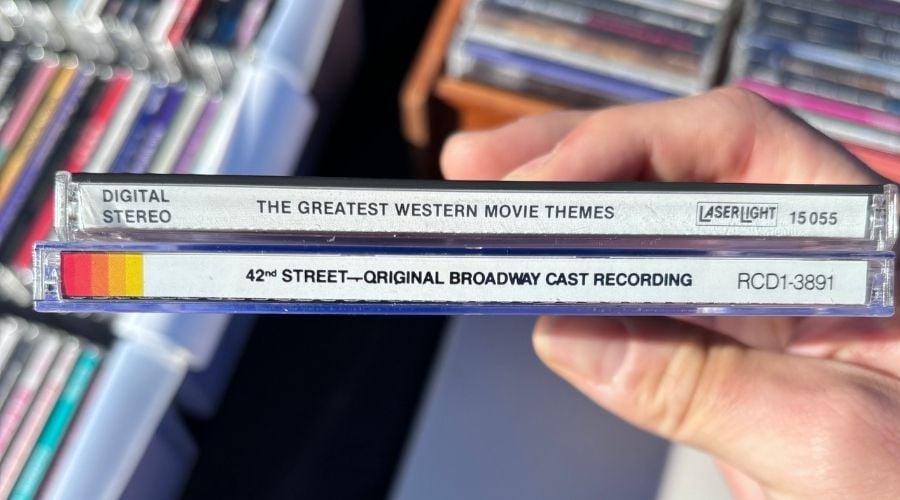 DIGITAL
STEREO
THE GREATEST WESTERN MOVIE THEMES
LASERLIGHT
15 055
42nd STREET—ORIGINAL BROADWAY CAST RECORDING
RCD1-3891